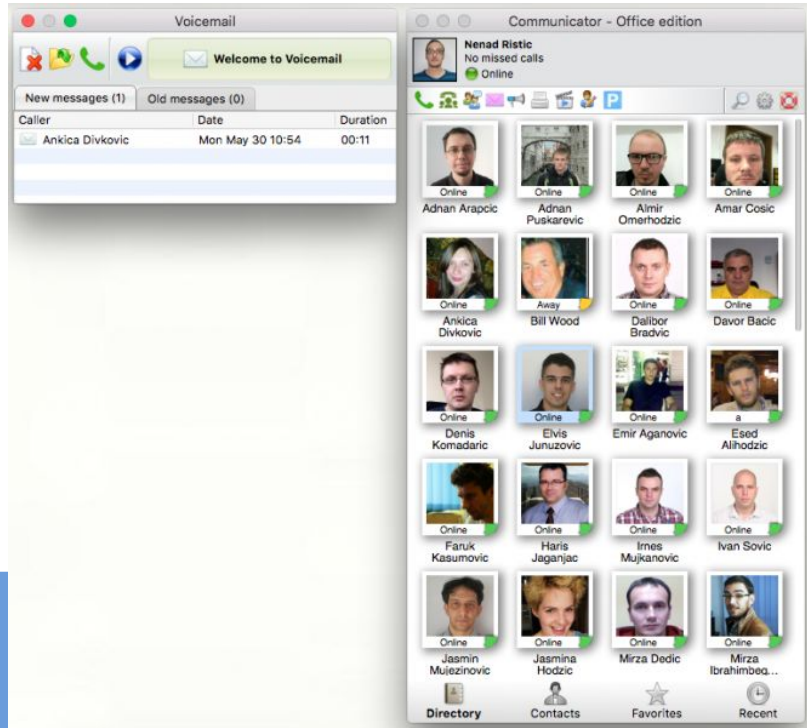 Voicemail
Welcome to Voicemail
New messages (1) Old messages (0)
Caller Date Duration
Ankica Divkovic Mon May 30 10:54 00:11
Communicator - Office edition
Nenad Ristic
No missed calls
Online
P
Online Online Online Online
Adnan Arapcic Adnan Almir Amar Cosic
Puskarevic Omerhodzic
Online Away Online Online
Ankica Bill Wood Dalibor Davor Bacic
Divkovic Bradvic
Online Online Online a
Denis Elvis Emir Aganovic Esed
Komadaric Junuzovic Alihodzic
Online Online Online Online
Faruk Haris Irnes Ivan Sovic
Kasumovic Jaganjac Mujkanovic
Online Online Online Online
Jasmin Jasmina Mirza Dedic Mirza
Mujezinovic Hodzic Ibrahimbeg...
Directory Contacts Favorites Recent